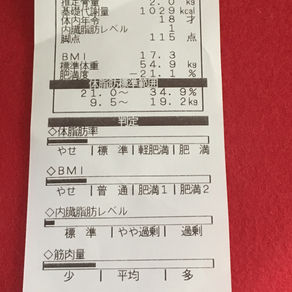 推定骨量 2.0 kg
基礎代謝量 1029 kcal
体内年令 18 才
内臓脂肪レベル 1
脚点 115 点
BMI 17.3
標準体重 54.9 kg
肥満度 -21.1 %
体脂肪標準範囲
21.0～ 34.9%
9.5～ 19.2kg
判定
◇体脂肪率
やせ |標 準 |軽肥満|肥 満
◇BMI
やせ |普 通|肥満1|肥満2
◇内臓脂肪レベル
標 準 |やや過剰| 過剰
◇筋肉量
少 |平均| 多